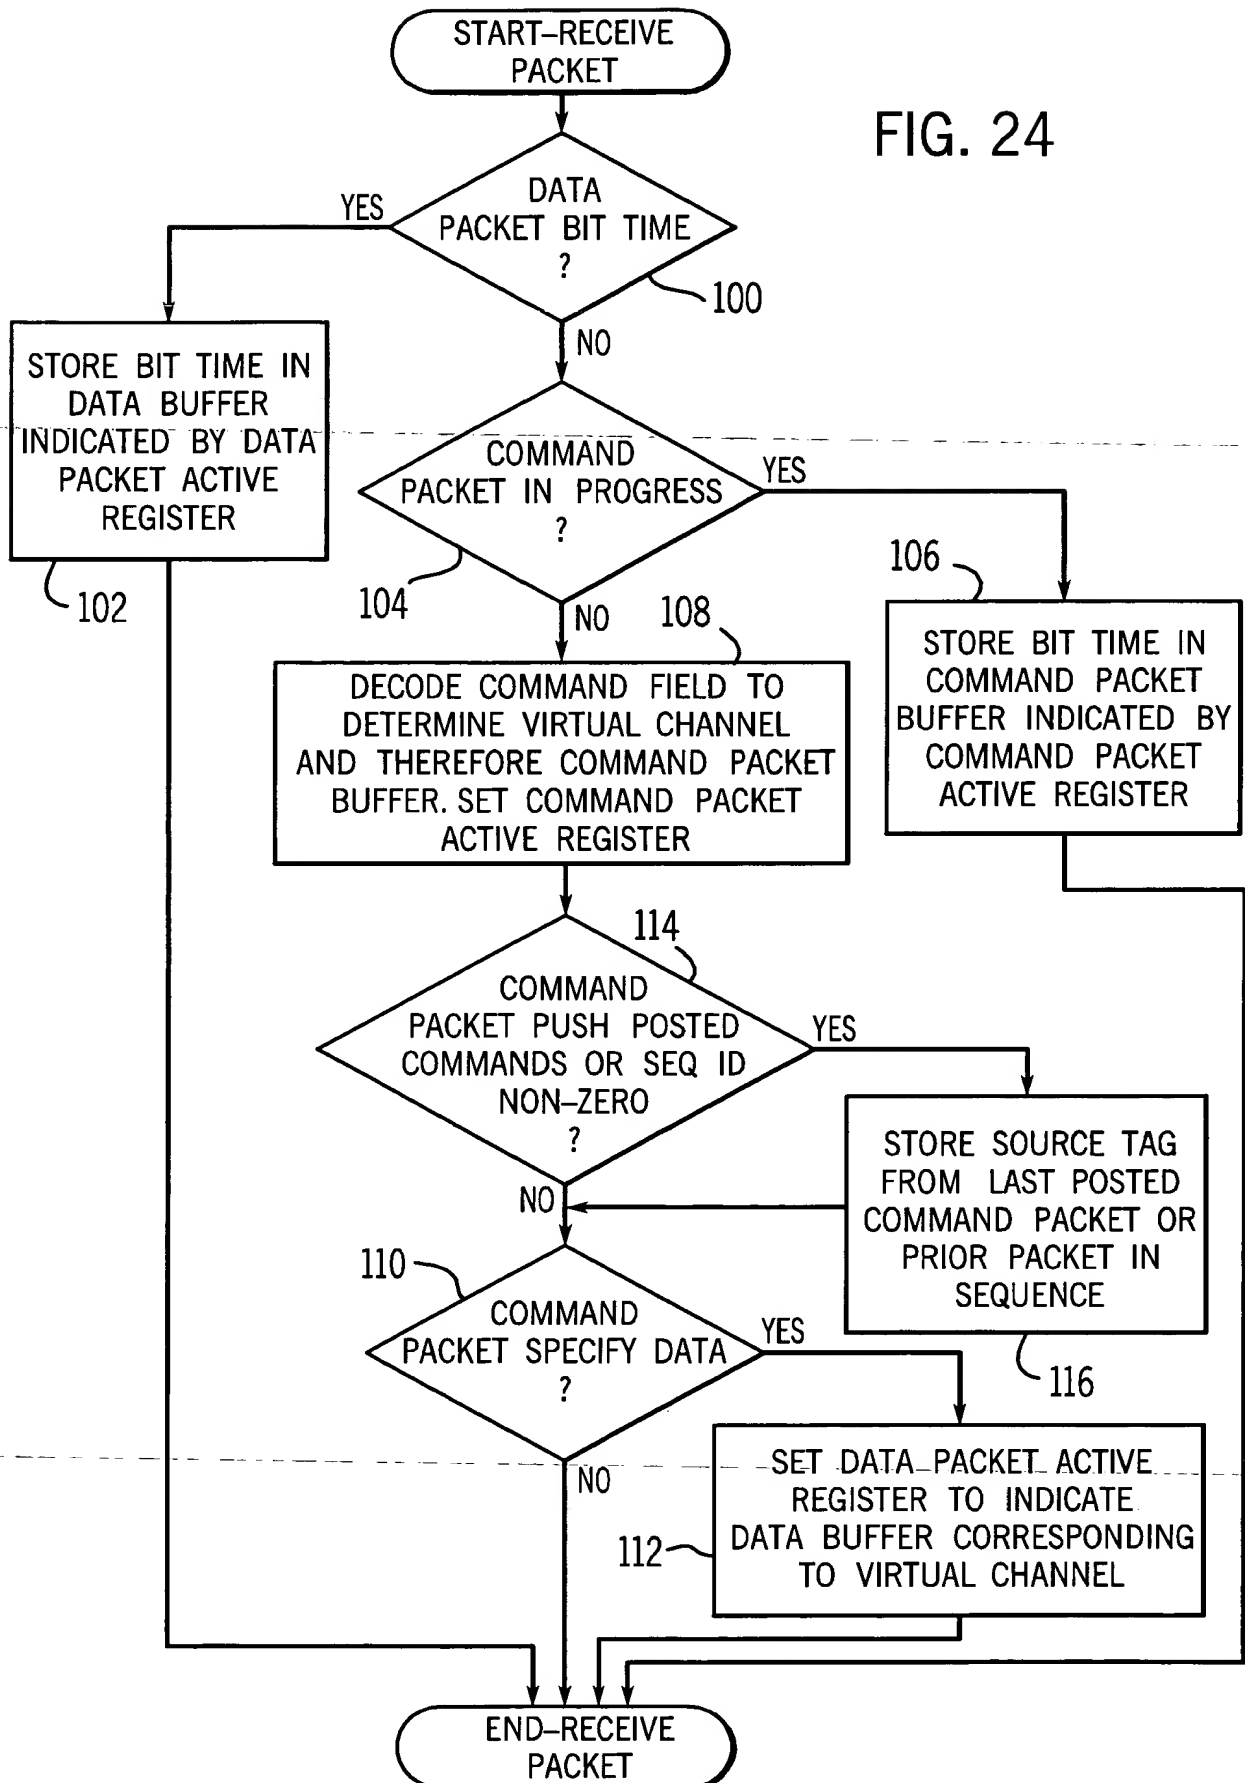 START-RECEIVE
PACKET
FIG. 24
DATA
PACKET BIT TIME
?
YES
100
NO
STORE BIT TIME IN
DATA BUFFER
INDICATED BY DATA
PACKET ACTIVE
REGISTER
102
COMMAND
PACKET IN PROGRESS
?
YES
104
NO
106
STORE BIT TIME IN
COMMAND PACKET
BUFFER INDICATED BY
COMMAND PACKET
ACTIVE REGISTER
108
DECODE COMMAND FIELD TO
DETERMINE VIRTUAL CHANNEL
AND THEREFORE COMMAND PACKET
BUFFER. SET COMMAND PACKET
ACTIVE REGISTER
114
COMMAND
PACKET PUSH POSTED
COMMANDS OR SEQ ID
NON-ZERO
?
YES
NO
STORE SOURCE TAG
FROM LAST POSTED
COMMAND PACKET OR
PRIOR PACKET IN
SEQUENCE
116
110
COMMAND
PACKET SPECIFY DATA
?
YES
NO
SET DATA PACKET ACTIVE
REGISTER TO INDICATE
DATA BUFFER CORRESPONDING
TO VIRTUAL CHANNEL
112
END-RECEIVE
PACKET